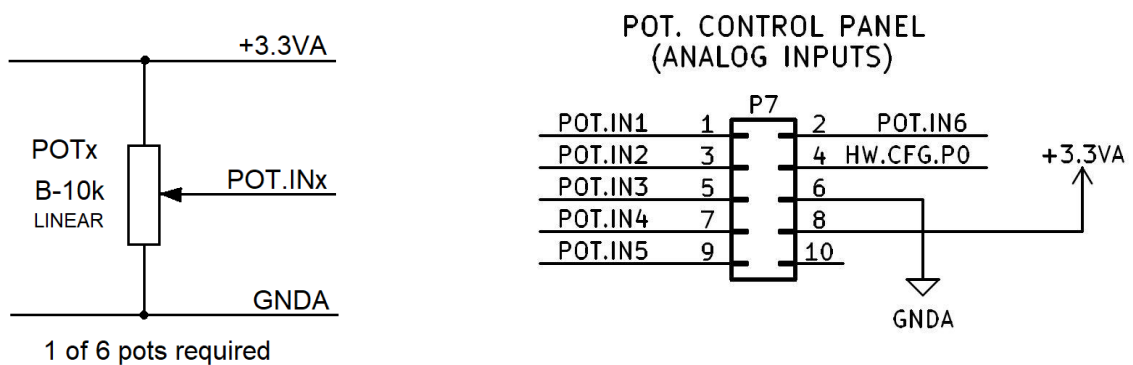 +3.3VA
POTx
B-10k
LINEAR
POT.INx
GNDA
1 of 6 pots required
POT. CONTROL PANEL
(ANALOG INPUTS)
P7
POT.IN1 1 2 POT.IN6
POT.IN2 3 4 HW.CFG.P0 +3.3VA
POT.IN3 5 6
POT.IN4 7 8
POT.IN5 9 10
GNDA